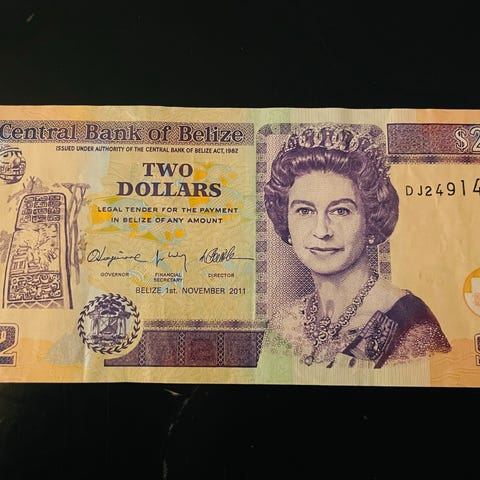 Central Bank of Belize
ISSUED UNDER AUTHORITY OF THE CENTRAL BANK OF BELIZE ACT, 1982
$2
TWO
DOLLARS
DJ24914
LEGAL TENDER FOR THE PAYMENT
IN BELIZE OF ANY AMOUNT
GOVERNOR
FINANCIAL
SECRETARY
DIRECTOR
BELIZE 1st. NOVEMBER 2011
2